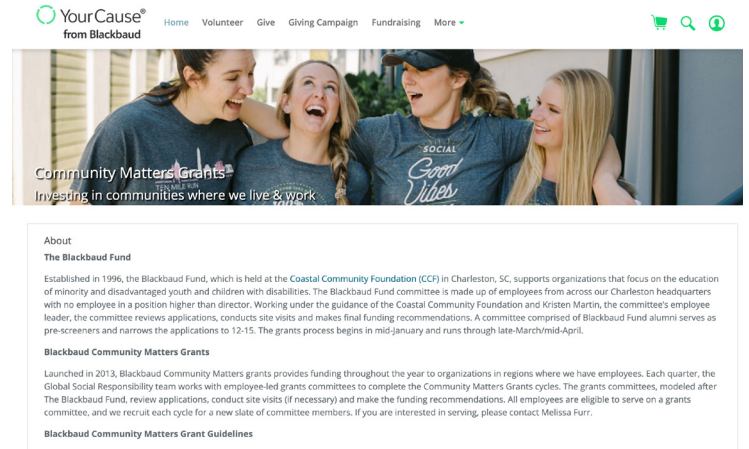 YourCause®
from Blackbaud
Home Volunteer Give Giving Campaign Fundraising More
Community Matters Grants
Investing in communities where we live & work
TEN MILE RUN
100%
SOCIAL
Good
Vibes
About
The Blackbaud Fund
Established in 1996, the Blackbaud Fund, which is held at the Coastal Community Foundation (CCF) in Charleston, SC, supports organizations that focus on the education
of minority and disadvantaged youth and children with disabilities. The Blackbaud Fund committee is made up of employees from across our Charleston headquarters
with no employee in a position higher than director. Working under the guidance of the Coastal Community Foundation and Kristen Martin, the committee's employee
leader, the committee reviews applications, conducts site visits and makes final funding recommendations. A committee comprised of Blackbaud Fund alumni serves as
pre-screeners and narrows the applications to 12-15. The grants process begins in mid-January and runs through late-March/mid-April.
Blackbaud Community Matters Grants
Launched in 2013, Blackbaud Community Matters grants provides funding throughout the year to organizations in regions where we have employees. Each quarter, the
Global Social Responsibility team works with employee-led grants committees to complete the Community Matters Grants cycles. The grants committees, modeled after
The Blackbaud Fund, review applications, conduct site visits (if necessary) and make the funding recommendations. All employees are eligible to serve on a grants
committee, and we recruit each cycle for a new slate of committee members. If you are interested in serving, please contact Melissa Furr.
Blackbaud Community Matters Grant Guidelines